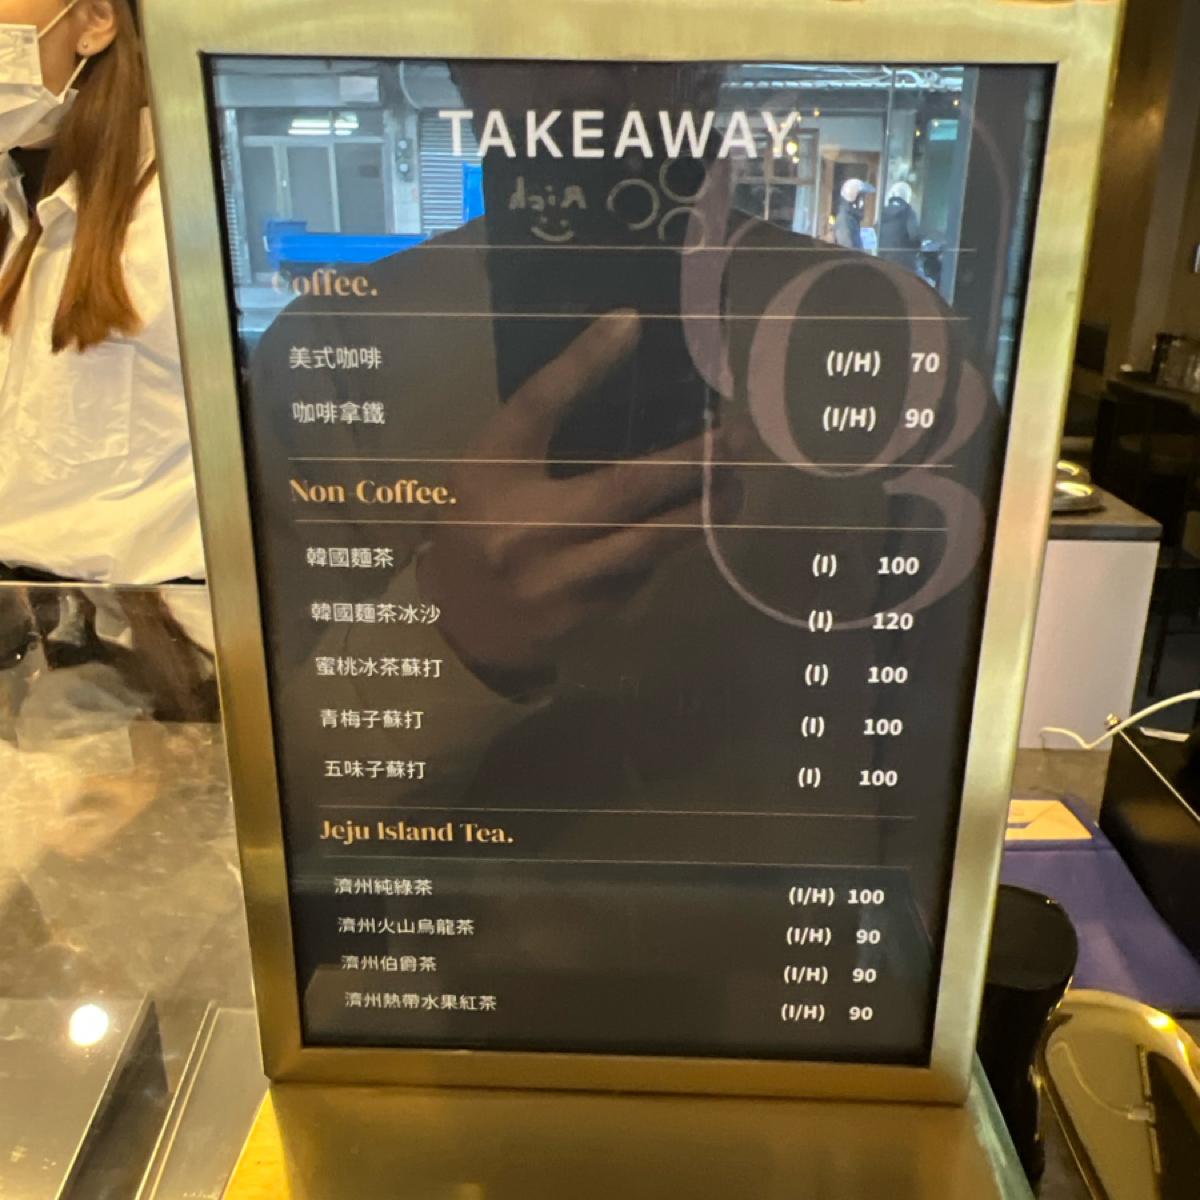 TAKEAWAY
Rich
Coffee.
美式咖啡 (I/H) 70
咖啡拿鐵 (I/H) 90
Non-Coffee.
韓國麵茶 (I) 100
韓國麵茶冰沙 (I) 120
蜜桃冰茶蘇打 (I) 100
青梅子蘇打 (I) 100
五味子蘇打 (I) 100
Jeju Island Tea.
濟州純綠茶 (I/H) 100
濟州火山烏龍茶 (I/H) 90
濟州伯爵茶 (I/H) 90
濟州熱帶水果紅茶 (I/H) 90